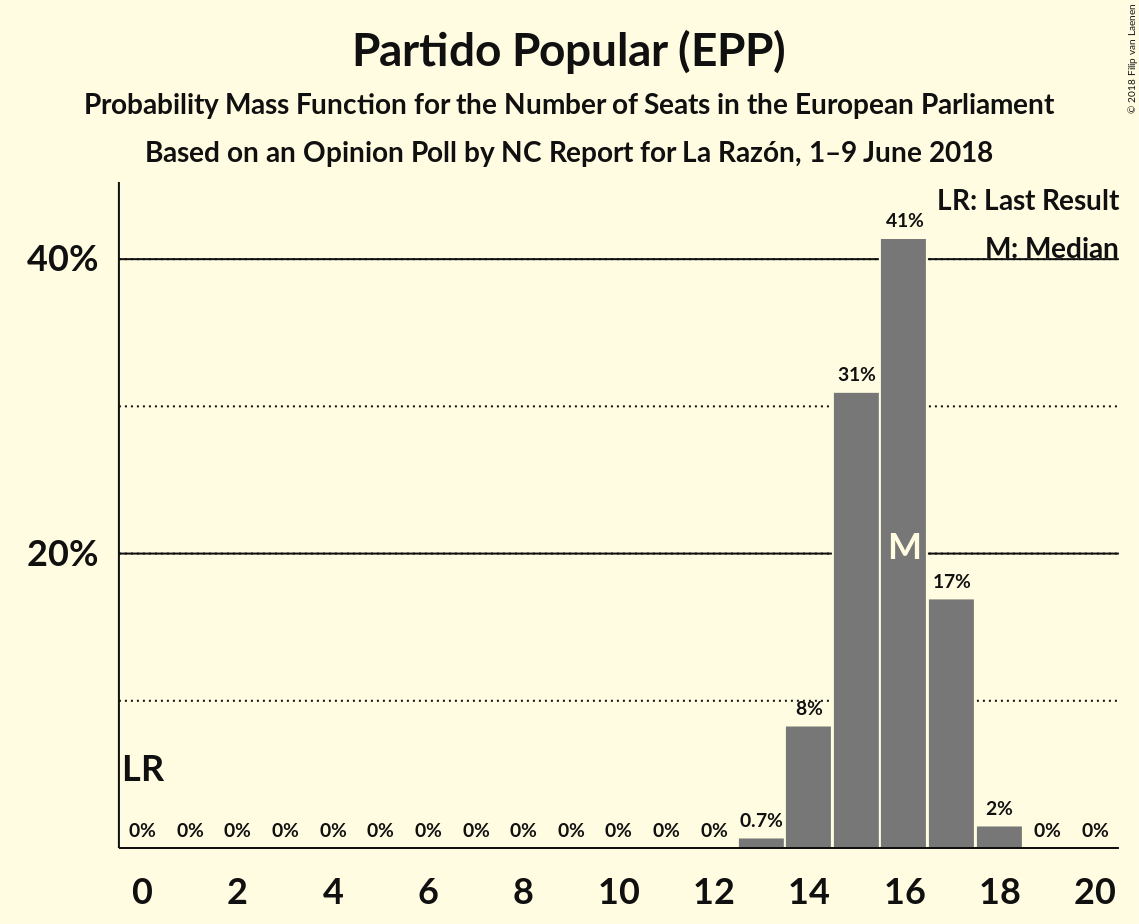 Partido Popular (EPP)
Probability Mass Function for the Number of Seats in the European Parliament
Based on an Opinion Poll by NC Report for La Razón, 1–9 June 2018
© 2018 Filip van Laenen
LR: Last Result
M: Median
41%
40%
31%
M
20%
17%
8%
LR
2%
0% 0% 0% 0% 0% 0% 0% 0% 0% 0% 0% 0% 0% 0.7% 0% 0%
0 2 4 6 8 10 12 14 16 18 20